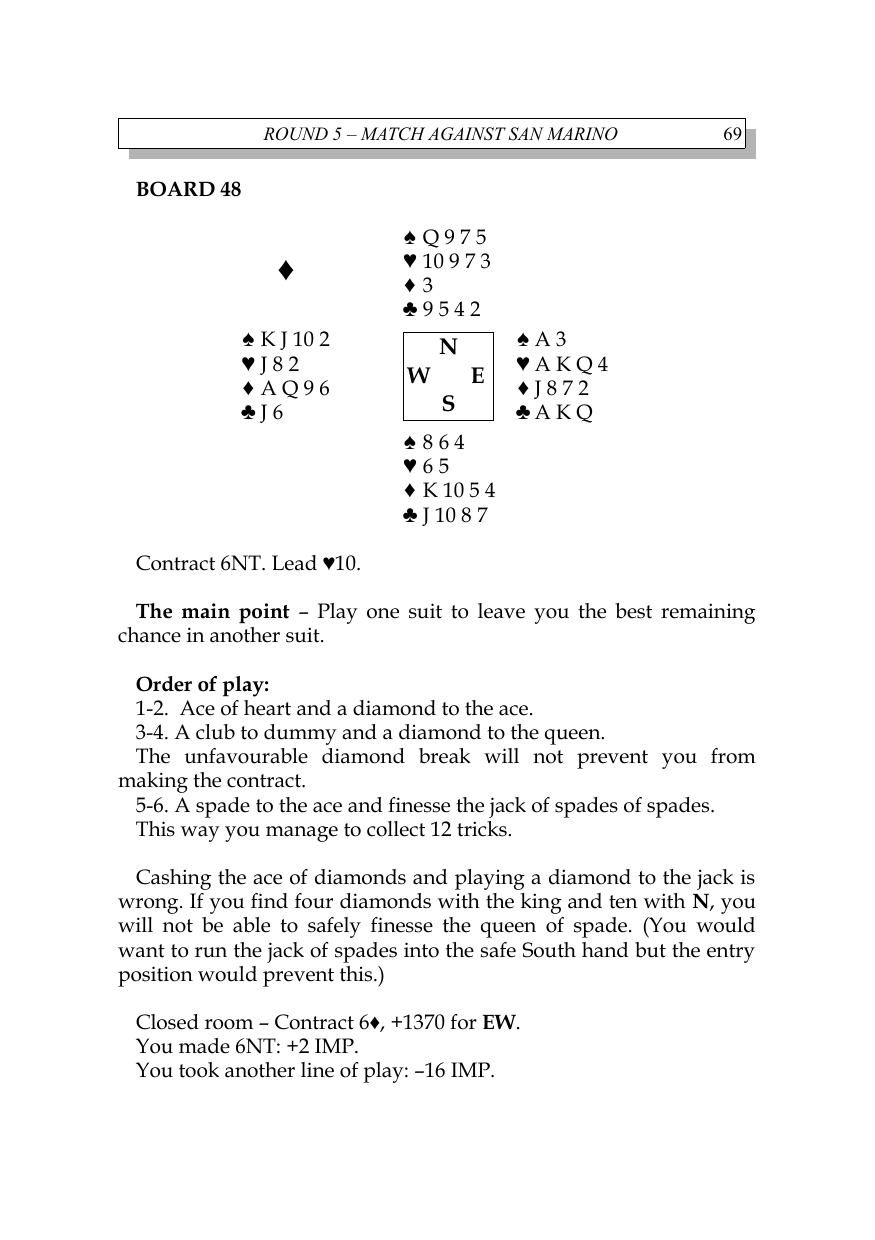 ROUND 5 – MATCH AGAINST SAN MARINO 69
BOARD 48
♠ Q 9 7 5
♦ ♥ 10 9 7 3
♦ 3
♣ 9 5 4 2
♠ K J 10 2 N ♠ A 3
♥ J 8 2 W E ♥ A K Q 4
♦ A Q 9 6 ♦ J 8 7 2
♣ J 6 S ♣ A K Q
♠ 8 6 4
♥ 6 5
♦ K 10 5 4
♣ J 10 8 7
Contract 6NT. Lead ♥10.
The main point – Play one suit to leave you the best remaining
chance in another suit.
Order of play:
1-2. Ace of heart and a diamond to the ace.
3-4. A club to dummy and a diamond to the queen.
The unfavourable diamond break will not prevent you from
making the contract.
5-6. A spade to the ace and finesse the jack of spades of spades.
This way you manage to collect 12 tricks.
Cashing the ace of diamonds and playing a diamond to the jack is
wrong. If you find four diamonds with the king and ten with N, you
will not be able to safely finesse the queen of spade. (You would
want to run the jack of spades into the safe South hand but the entry
position would prevent this.)
Closed room – Contract 6♦, +1370 for EW.
You made 6NT: +2 IMP.
You took another line of play: –16 IMP.